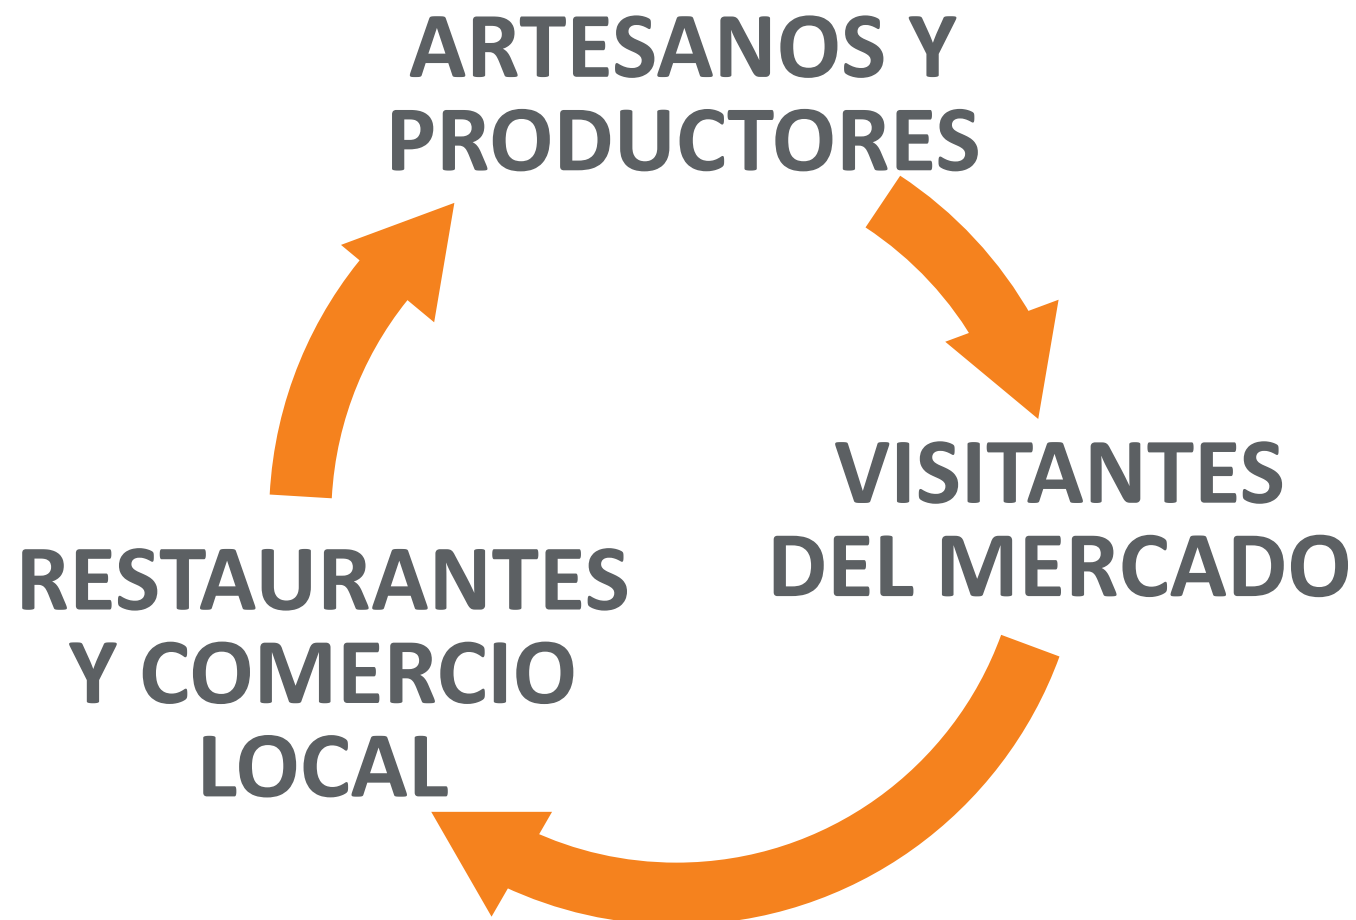 ARTESANOS Y
PRODUCTORES
VISITANTES
DEL MERCADO
RESTAURANTES
Y COMERCIO
LOCAL